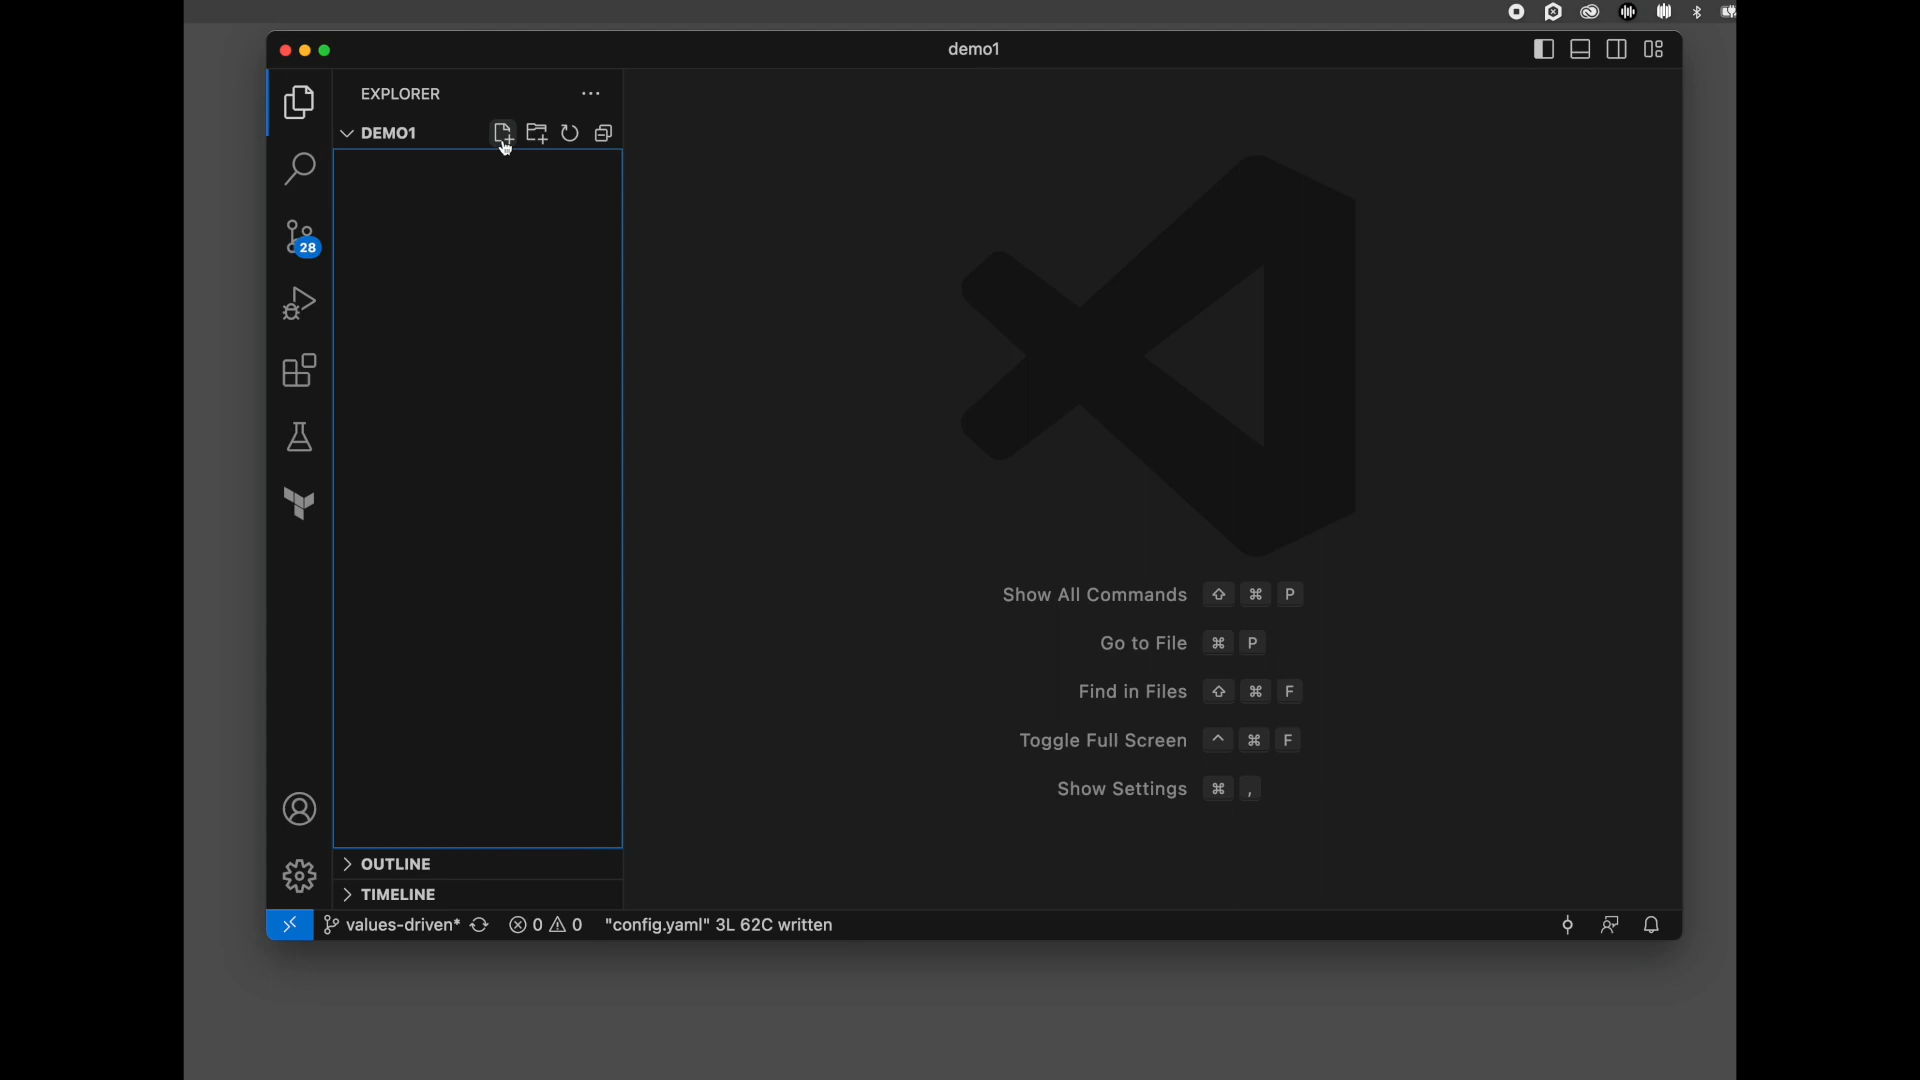 demo1
EXPLORER
DEMO1
28
Show All Commands ⇧ ⌘ P
Go to File ⌘ P
Find in Files ⇧ ⌘ F
Toggle Full Screen ^ ⌘ F
Show Settings ⌘ ,
OUTLINE
TIMELINE
values-driven* 0 0 "config.yaml" 3L 62C written